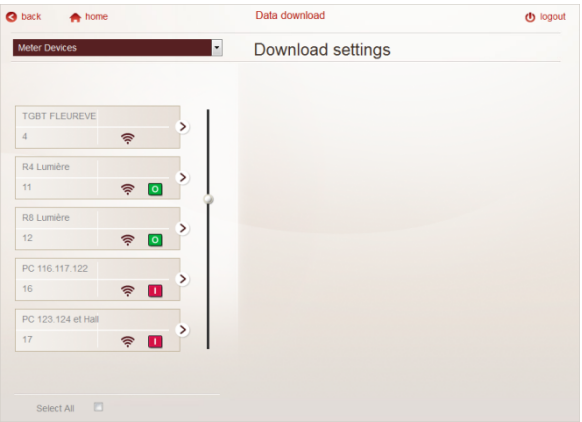 back
home
Data download
logout
Meter Devices
Download settings
TGBT FLEUREVE
4
R4 Lumière
11
O
R8 Lumière
12
O
PC 116.117.122
16
I
PC 123.124 et Hall
17
I
Select All